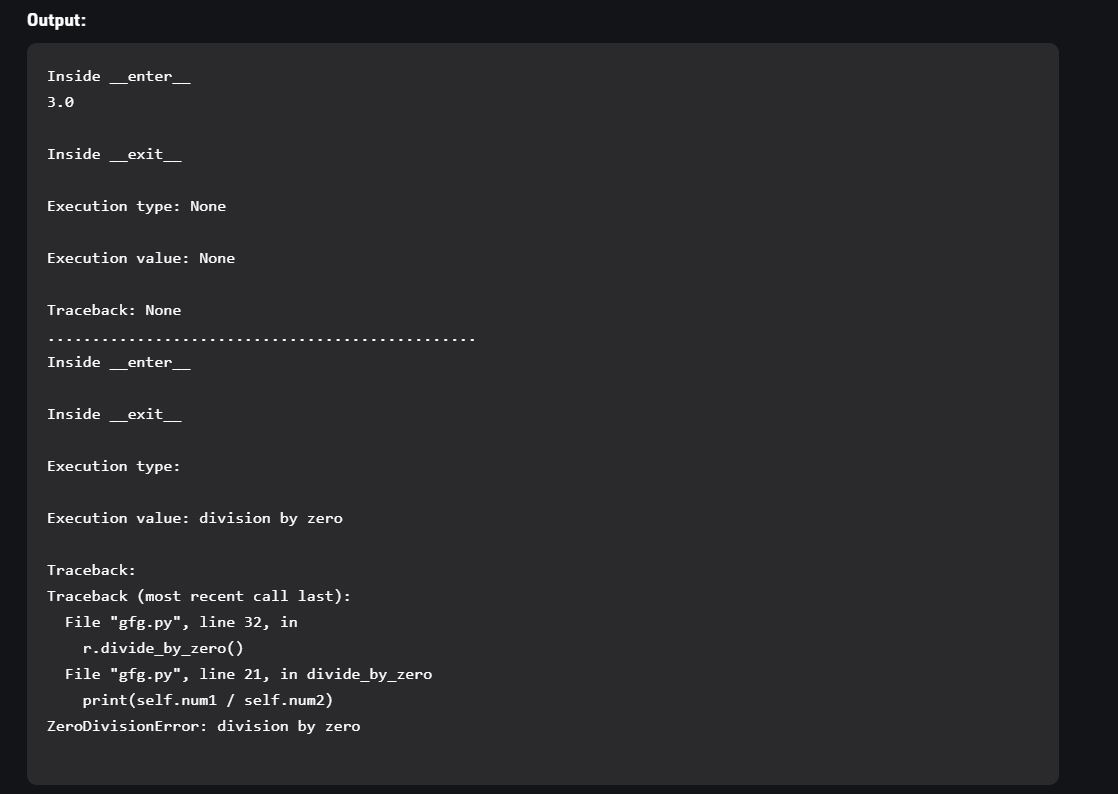 Output:
Inside __enter__
3.0
Inside __exit__
Execution type: None
Execution value: None
Traceback: None
................................................
Inside __enter__
Inside __exit__
Execution type:
Execution value: division by zero
Traceback:
Traceback (most recent call last):
  File "gfg.py", line 32, in
    r.divide_by_zero()
  File "gfg.py", line 21, in divide_by_zero
    print(self.num1 / self.num2)
ZeroDivisionError: division by zero